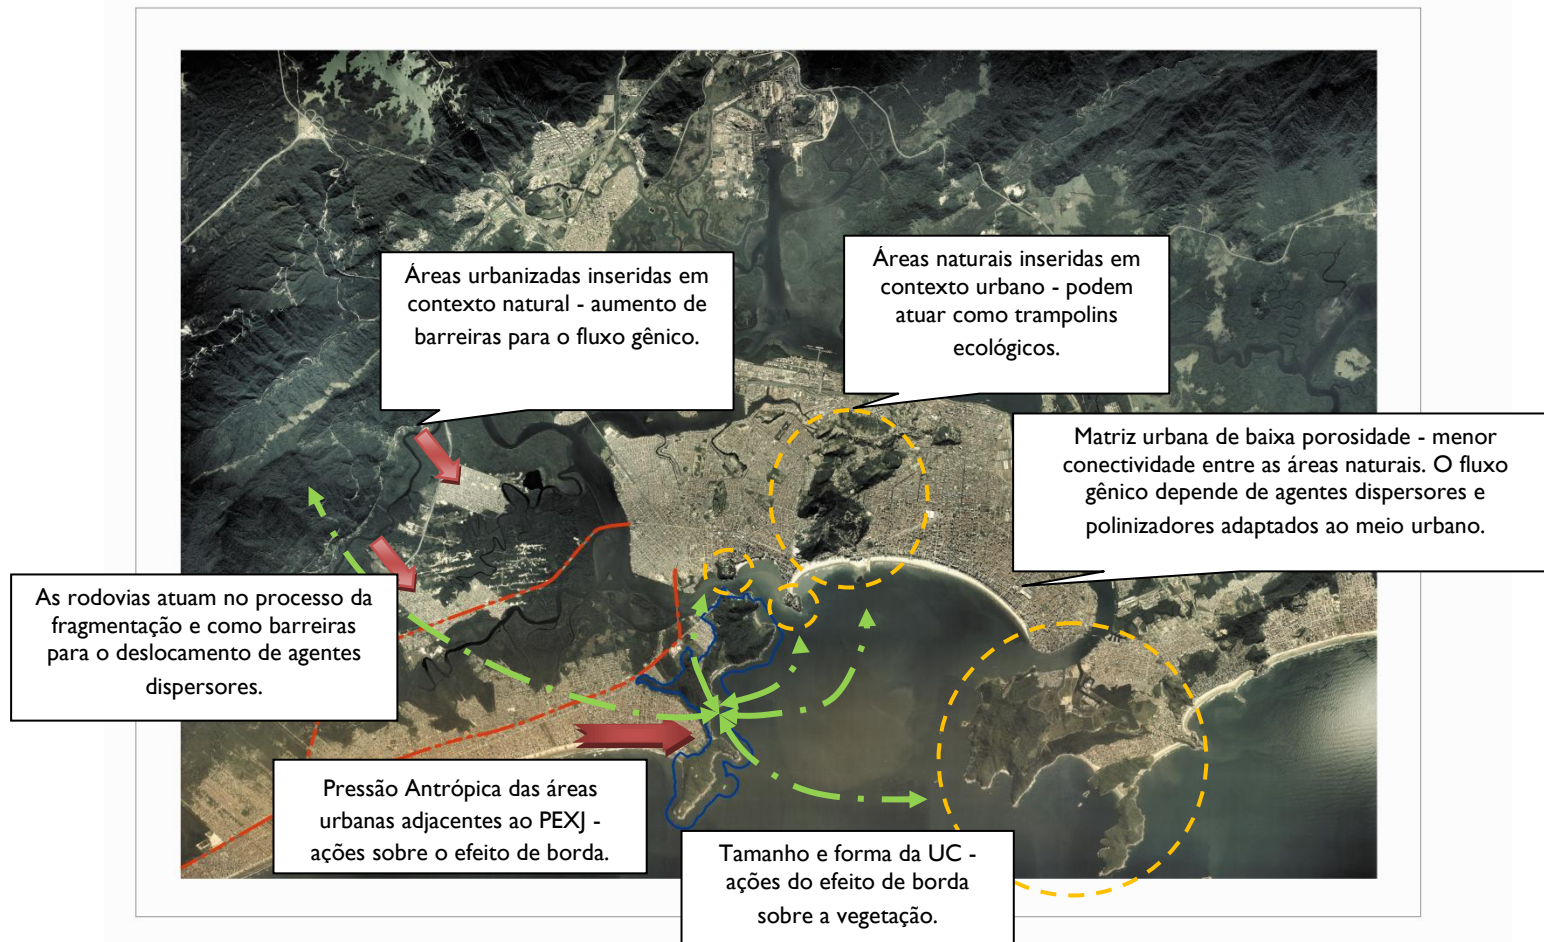 Áreas urbanizadas inseridas em
contexto natural - aumento de
barreiras para o fluxo gênico.
Áreas naturais inseridas em
contexto urbano - podem
atuar como trampolins
ecológicos.
Matriz urbana de baixa porosidade - menor
conectividade entre as áreas naturais. O fluxo
gênico depende de agentes dispersores e
polinizadores adaptados ao meio urbano.
As rodovias atuam no processo da
fragmentação e como barreiras
para o deslocamento de agentes
dispersores.
Pressão Antrópica das áreas
urbanas adjacentes ao PEXJ -
ações sobre o efeito de borda.
Tamanho e forma da UC -
ações do efeito de borda
sobre a vegetação.